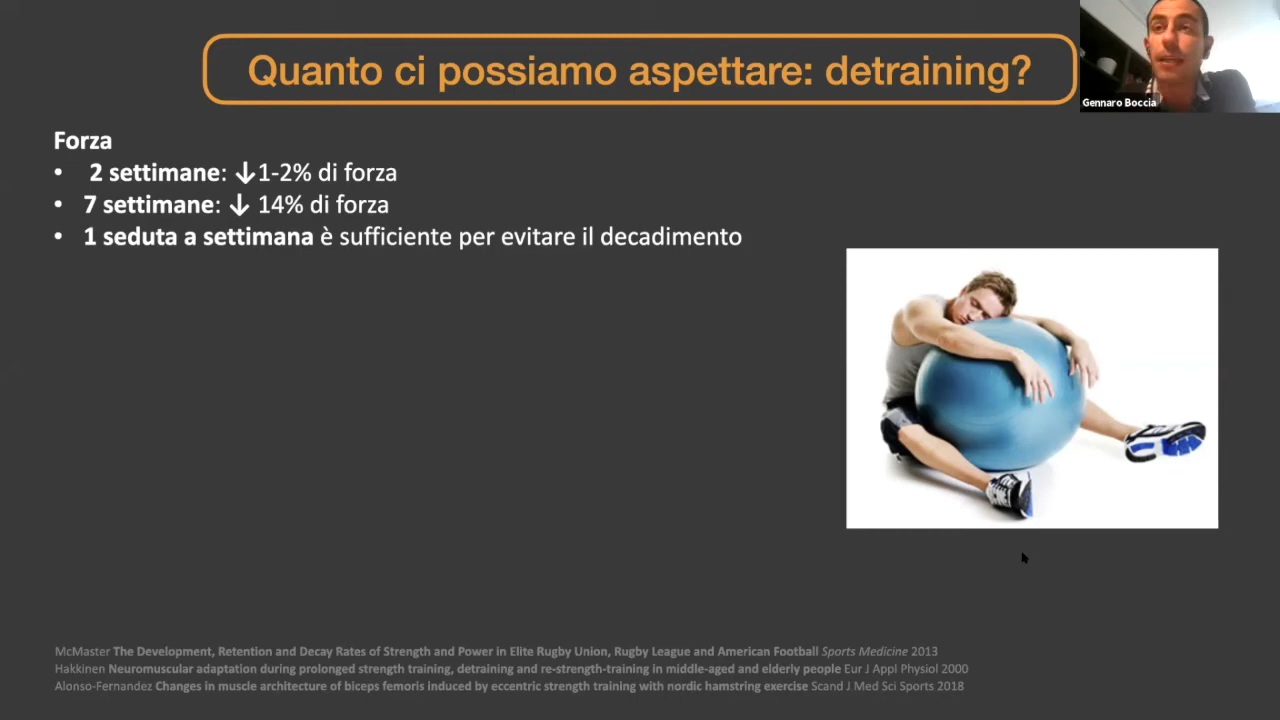 Quanto ci possiamo aspettare: detraining?
Gennaro Boccia
Forza
• 2 settimane: ↓1-2% di forza
• 7 settimane: ↓ 14% di forza
• 1 seduta a settimana è sufficiente per evitare il decadimento
McMaster The Development, Retention and Decay Rates of Strength and Power in Elite Rugby Union, Rugby League and American Football Sports Medicine 2013
Hakkinen Neuromuscular adaptation during prolonged strength training, detraining and re-strength-training in middle-aged and elderly people Eur J Appl Physiol 2000
Alonso-Fernandez Changes in muscle architecture of biceps femoris induced by eccentric strength training with nordic hamstring exercise Scand J Med Sci Sports 2018